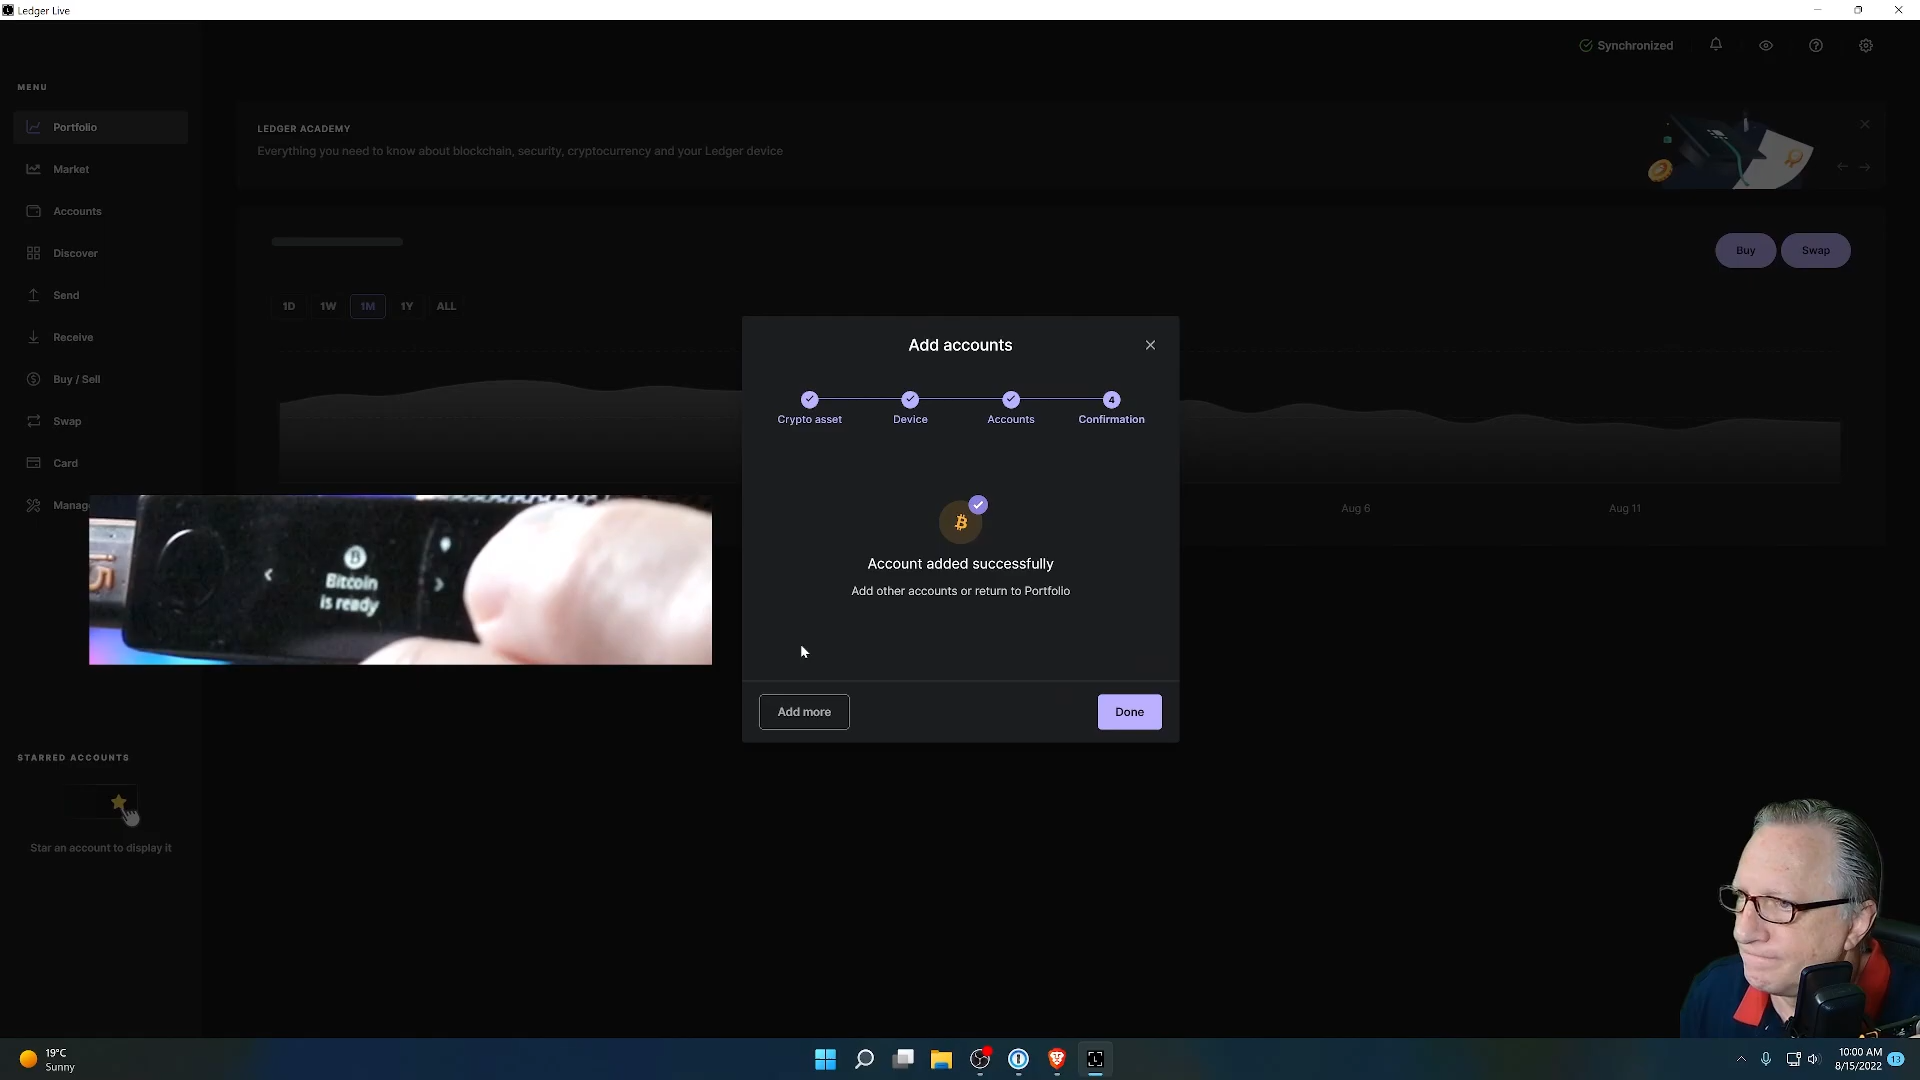 Ledger Live
Synchronized
MENU
Portfolio
Market
Accounts
Discover
Send
Receive
Buy / Sell
Swap
Card
Manag
LEDGER ACADEMY
Everything you need to know about blockchain, security, cryptocurrency and your Ledger device
Buy
Swap
1D
1W
1M
1Y
ALL
Aug 6
Aug 11
Bitcoin
is ready
Add accounts
4
Crypto asset
Device
Accounts
Confirmation
Account added successfully
Add other accounts or return to Portfolio
Add more
Done
STARRED ACCOUNTS
Star an account to display it
19°C
Sunny
10:00 AM
8/15/2022
13